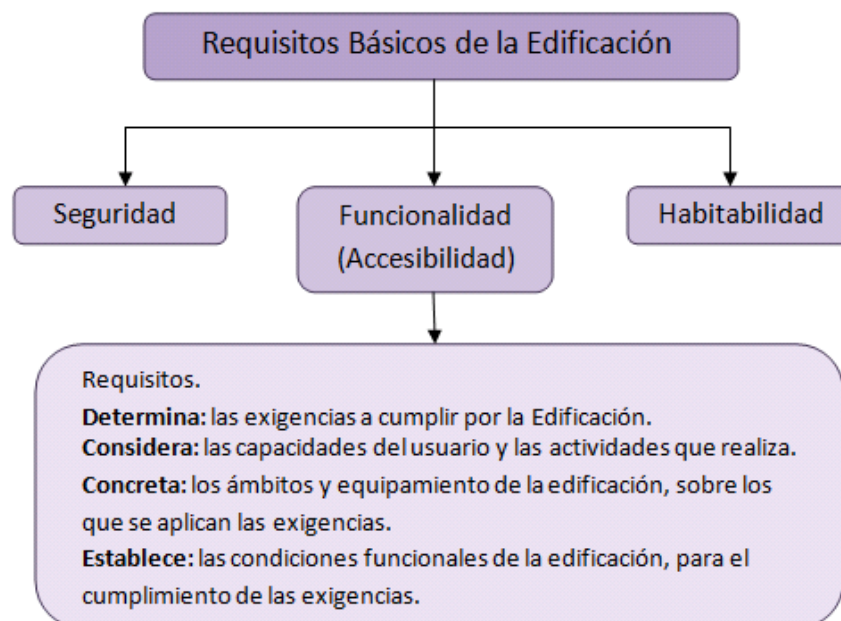 Requisitos Básicos de la Edificación
Seguridad
Funcionalidad
(Accesibilidad)
Habitabilidad
Requisitos.
Determina: las exigencias a cumplir por la Edificación.
Considera: las capacidades del usuario y las actividades que realiza.
Concreta: los ámbitos y equipamiento de la edificación, sobre los
que se aplican las exigencias.
Establece: las condiciones funcionales de la edificación, para el
cumplimiento de las exigencias.